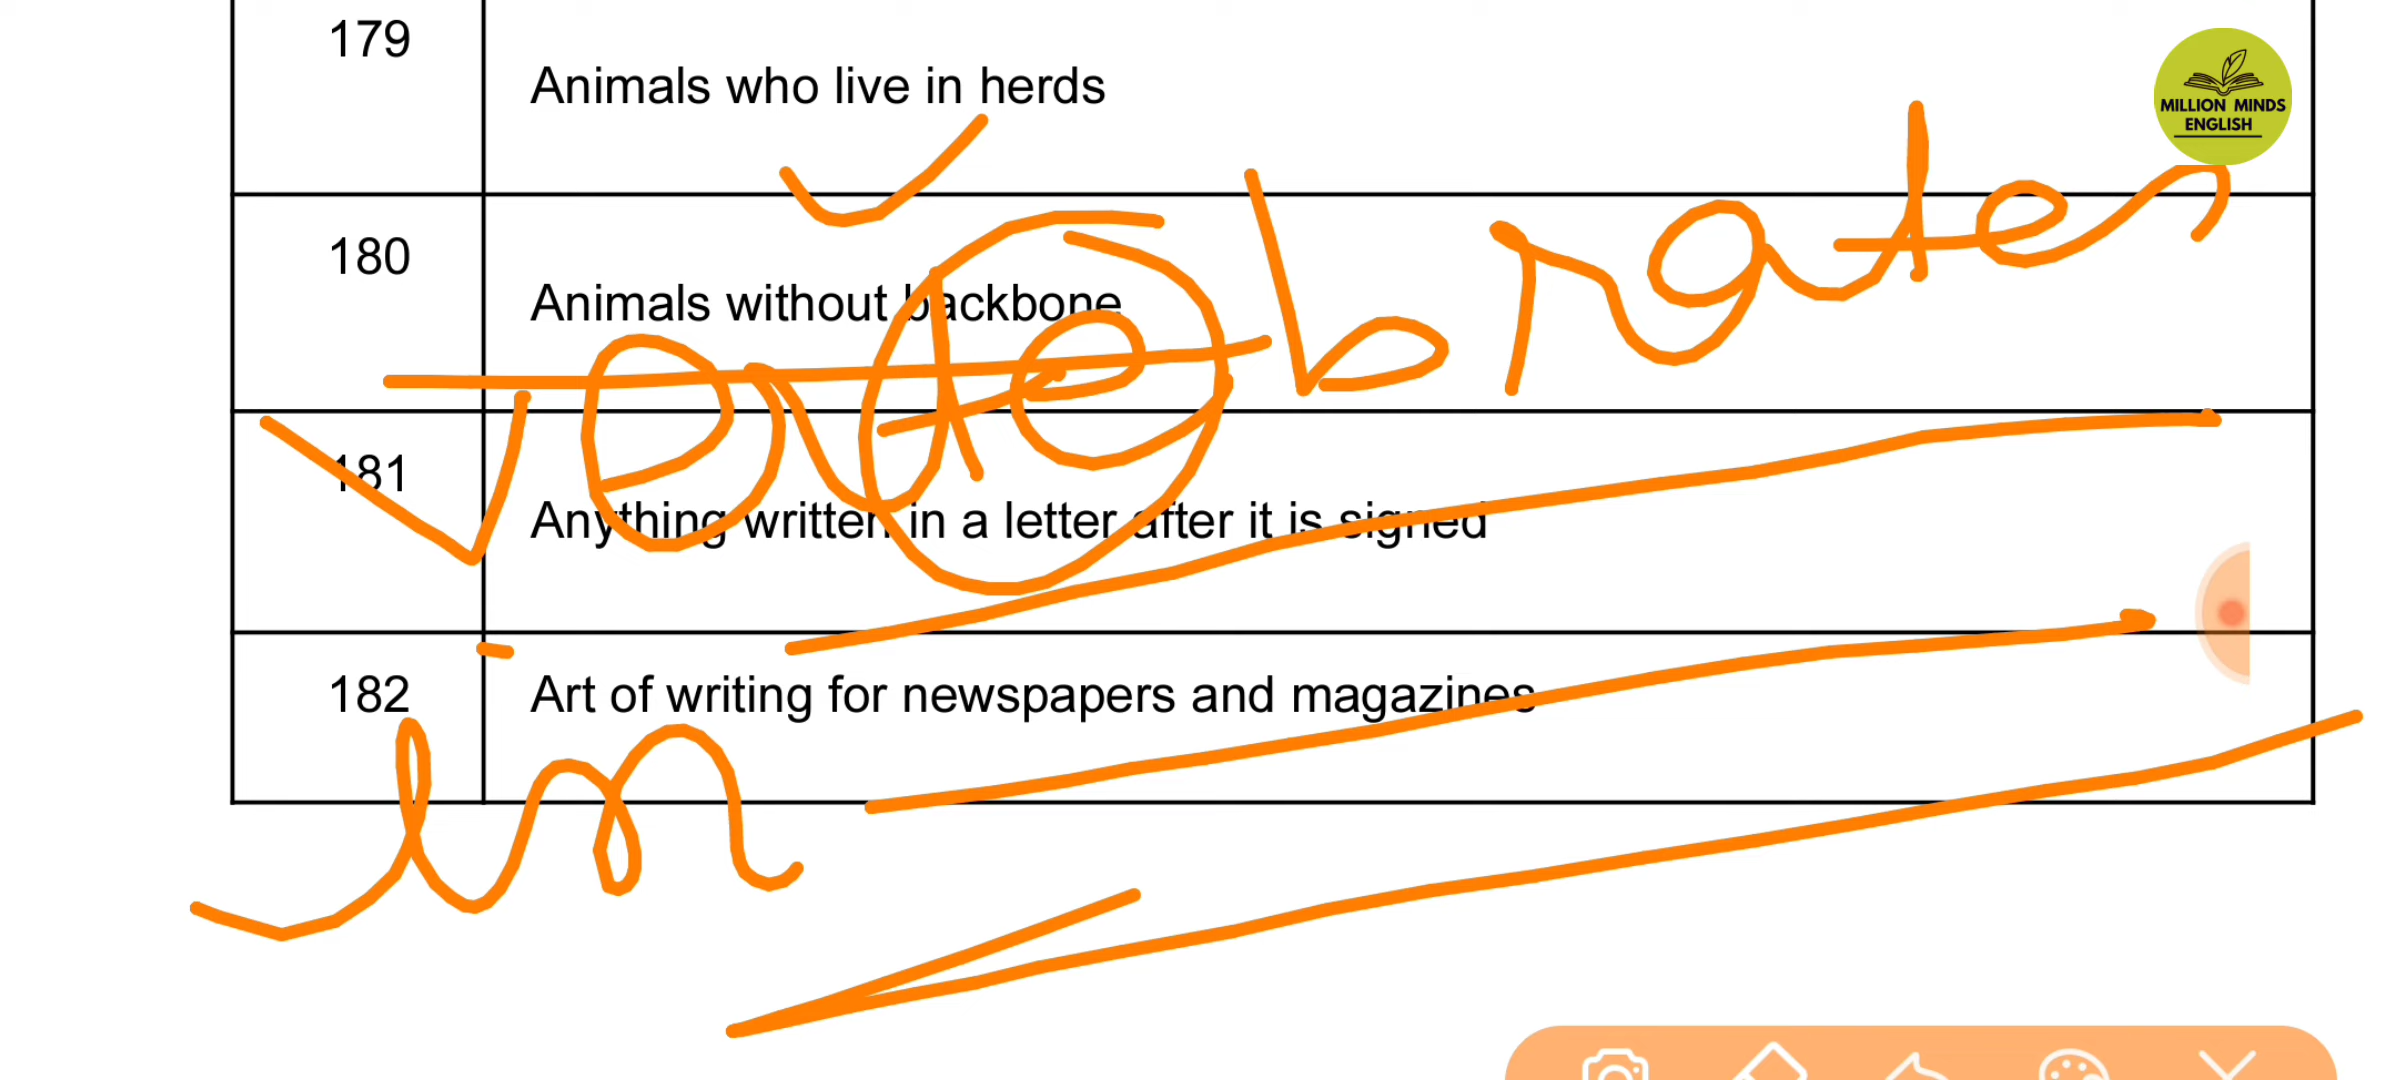 179
Animals who live in herds
MILLION MINDS
ENGLISH
180
Animals without backbone
vertebrates
181
Anything written in a letter after it is signed
182
Art of writing for newspapers and magazines
In